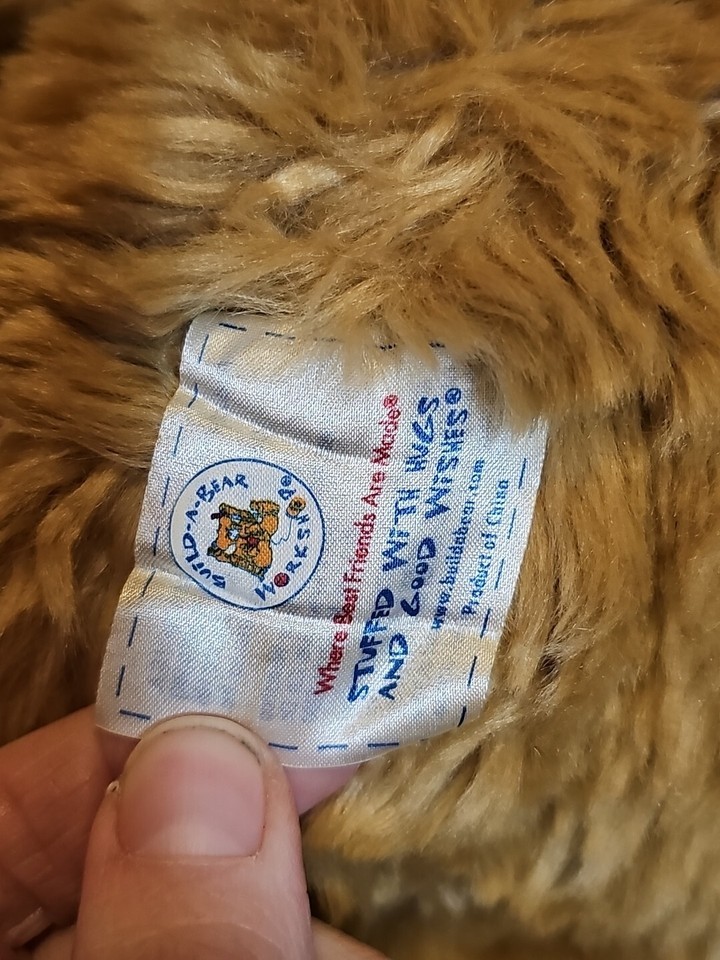 BUILD-A-BEAR
WORKSHOP®
Where Best Friends Are Made®
STUFFED WITH HUGS
AND GOOD WISHES®
www.buildabear.com
Product of China